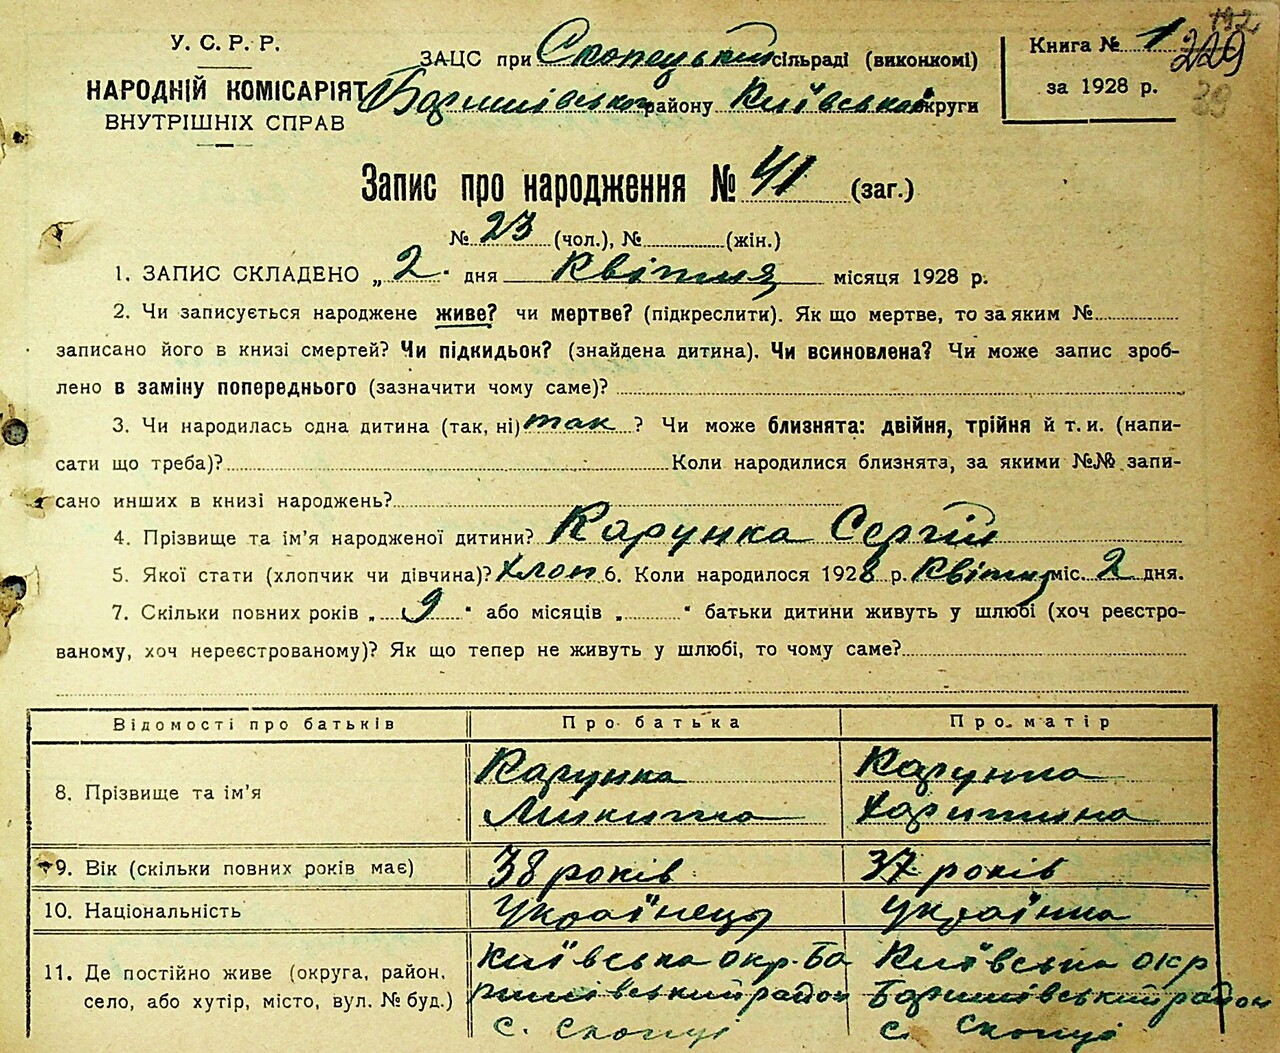 У. С. Р. Р.
НАРОДНІЙ КОМІСАРІЯТ
ВНУТРІШНІХ СПРАВ
ЗАЦС при Скопецький сільраді (виконкомі)
Баришівського району Київської округи
Книга № 1
за 1928 р.
229
39
Запис про народження № 41 (заг.)
№ 23 (чол.), № (жін.)
1. ЗАПИС СКЛАДЕНО „2" дня Квітня місяця 1928 р.
2. Чи записується народжене живе? чи мертве? (підкреслити). Як що мертве, то за яким №
записано його в книзі смертей? Чи підкидьок? (знайдена дитина). Чи всиновлена? Чи може запис зроб-
лено в заміну попереднього (зазначити чому саме)?
3. Чи народилась одна дитина (так, ні) так ? Чи може близнята: двійня, трійня й т. и. (напи-
сати що треба)? Коли народилися близнята, за якими №№ запи-
сано инших в книзі народжень?
4. Прізвище та ім'я народженої дитини? Карунка Сергій
5. Якої стати (хлопчик чи дівчина)? хлоп 6. Коли народилося 1928 р. Квітня міс. 2 дня.
7. Скільки повних років „ 9 " або місяців „ " батьки дитини живуть у шлюбі (хоч реєстро-
ваному, хоч нереєстрованому)? Як що тепер не живуть у шлюбі, то чому саме?
Відомості про батьків Про батька Про матір
8. Прізвище та ім'я
Карунка
Микита
Карунка
Харитина
9. Вік (скільки повних років має) 38 років 37 років
10. Національність Українець Українка
11. Де постійно живе (округа, район,
село, або хутір, місто, вул. № буд.)
Київська окр. Ба
ришівський район
с. Скопці
Київська окр
Баришівський район
с. Скопці